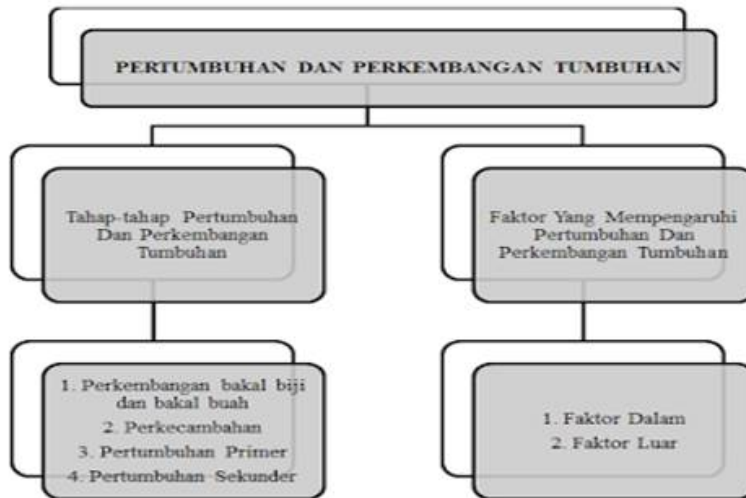 PERTUMBUHAN DAN PERKEMBANGAN TUMBUHAN
Tahap-tahap Pertumbuhan
Dan Perkembangan
Tumbuhan
Faktor Yang Mempengaruhi
Pertumbuhan Dan
Perkembangan Tumbuhan
1. Perkembangan bakal biji
dan bakal buah
2. Perkecambahan
3. Pertumbuhan Primer
4. Pertumbuhan Sekunder
1. Faktor Dalam
2. Faktor Luar